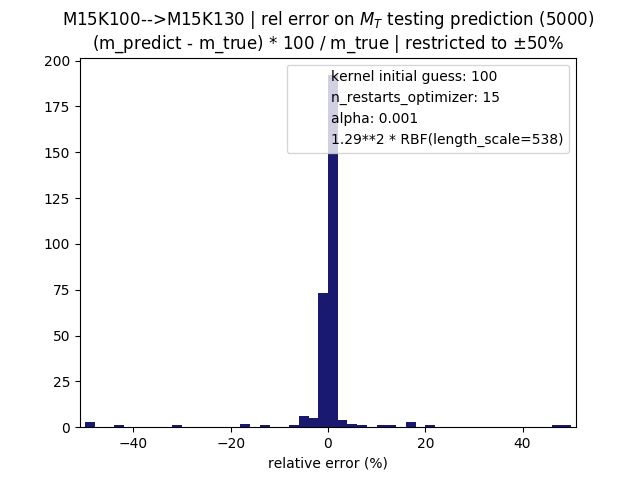 M15K100-->M15K130 | rel error on M_T testing prediction (5000)
(m_predict - m_true) * 100 / m_true | restricted to ±50%
kernel initial guess: 100
n_restarts_optimizer: 15
alpha: 0.001
1.29**2 * RBF(length_scale=538)
200
175
150
125
100
75
50
25
0
−40 −20 0 20 40
relative error (%)